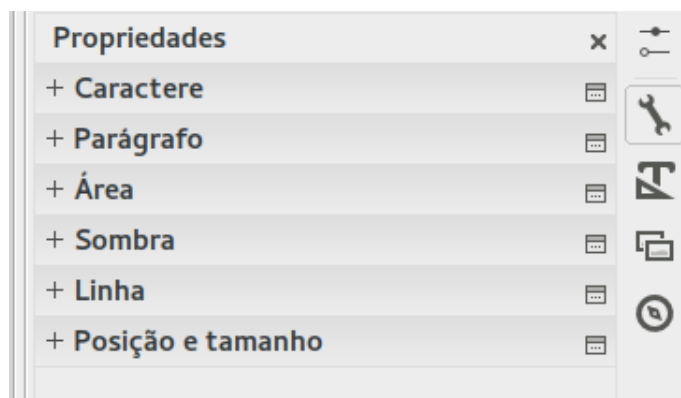 Propriedades
Caractere
Parágrafo
Área
Sombra
Linha
Posição e tamanho